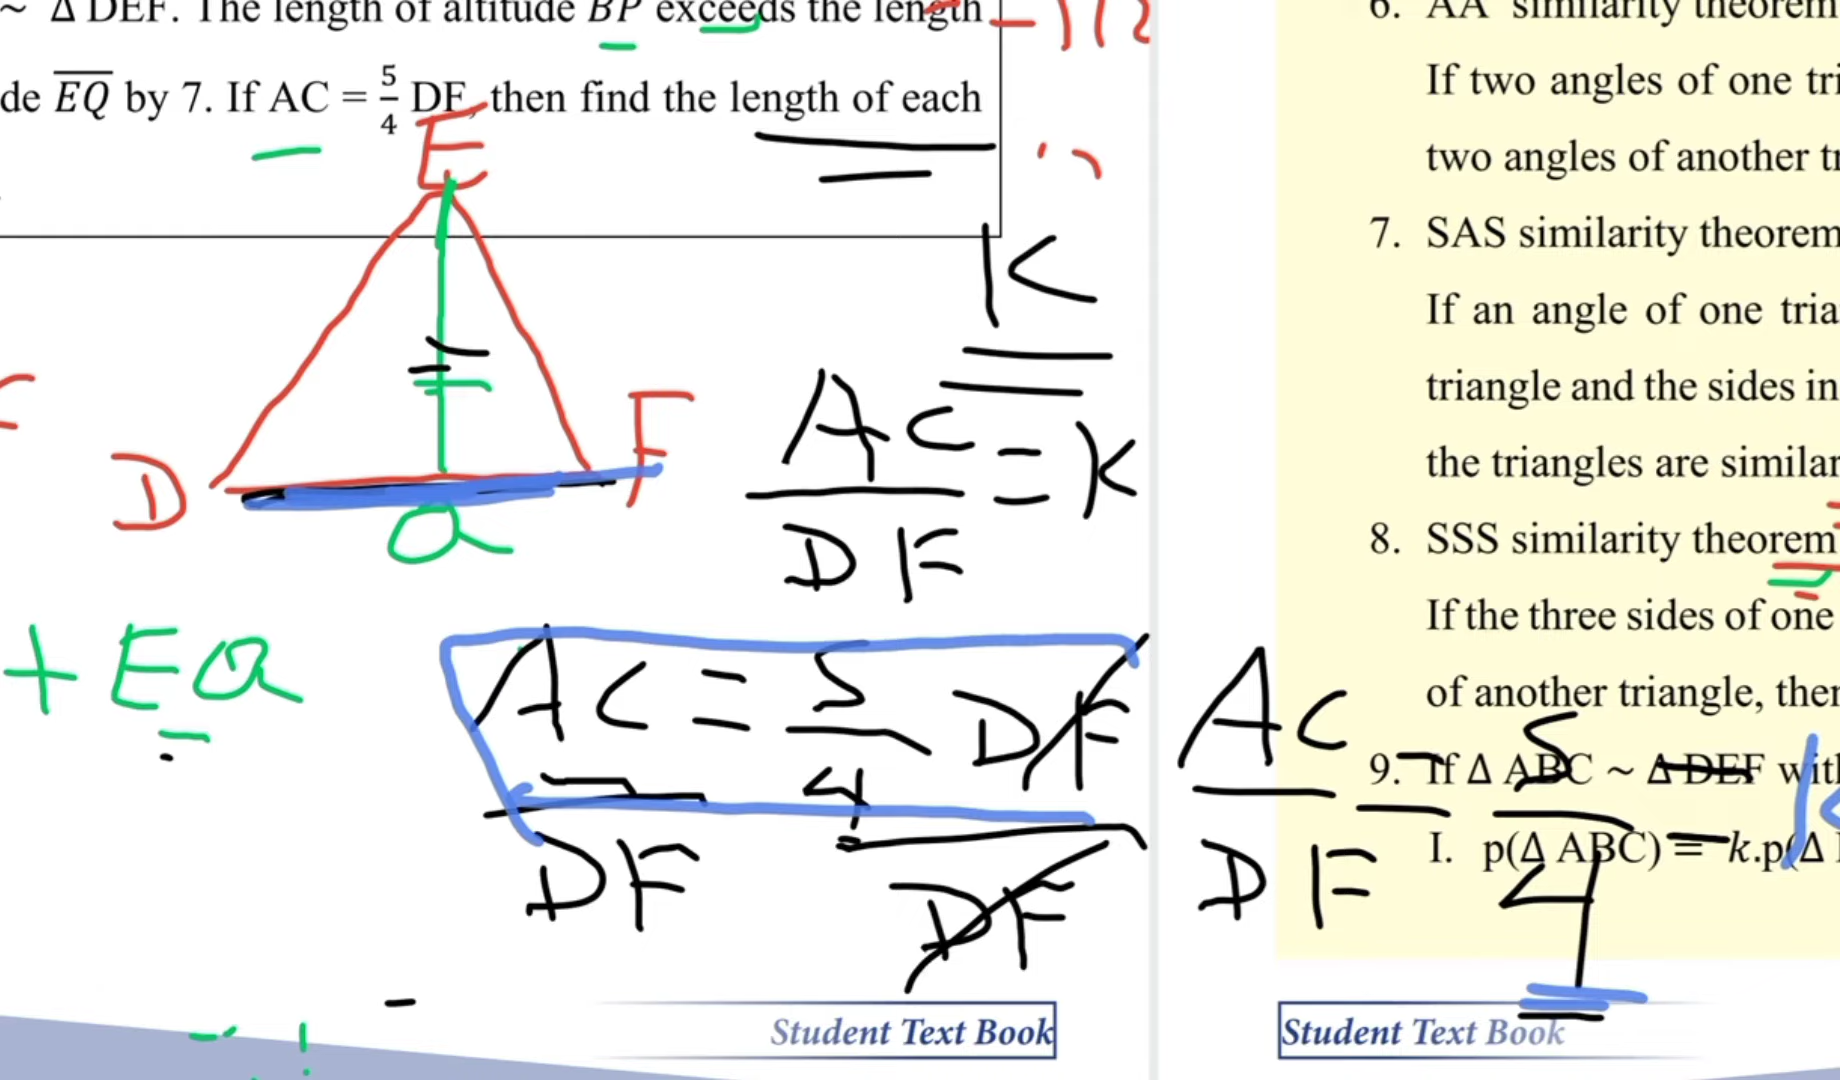 ~ Δ DEF. The length of altitude BP exceeds the length
de EQ by 7. If AC = 5/4 DF, then find the length of each
E
D
F
Q
K
AC/DF = K
+ EQ
AC/DF = 5/4 DF/DF
AC/DF = 5/4
Student Text Book
6. AA similarity theorem
If two angles of one tri
two angles of another tr
7. SAS similarity theorem
If an angle of one tria
triangle and the sides in
the triangles are similar
8. SSS similarity theorem
If the three sides of one
of another triangle, then
9. If Δ ABC ~ Δ DEF with
I. p(Δ ABC) = k.p(Δ
Student Text Book